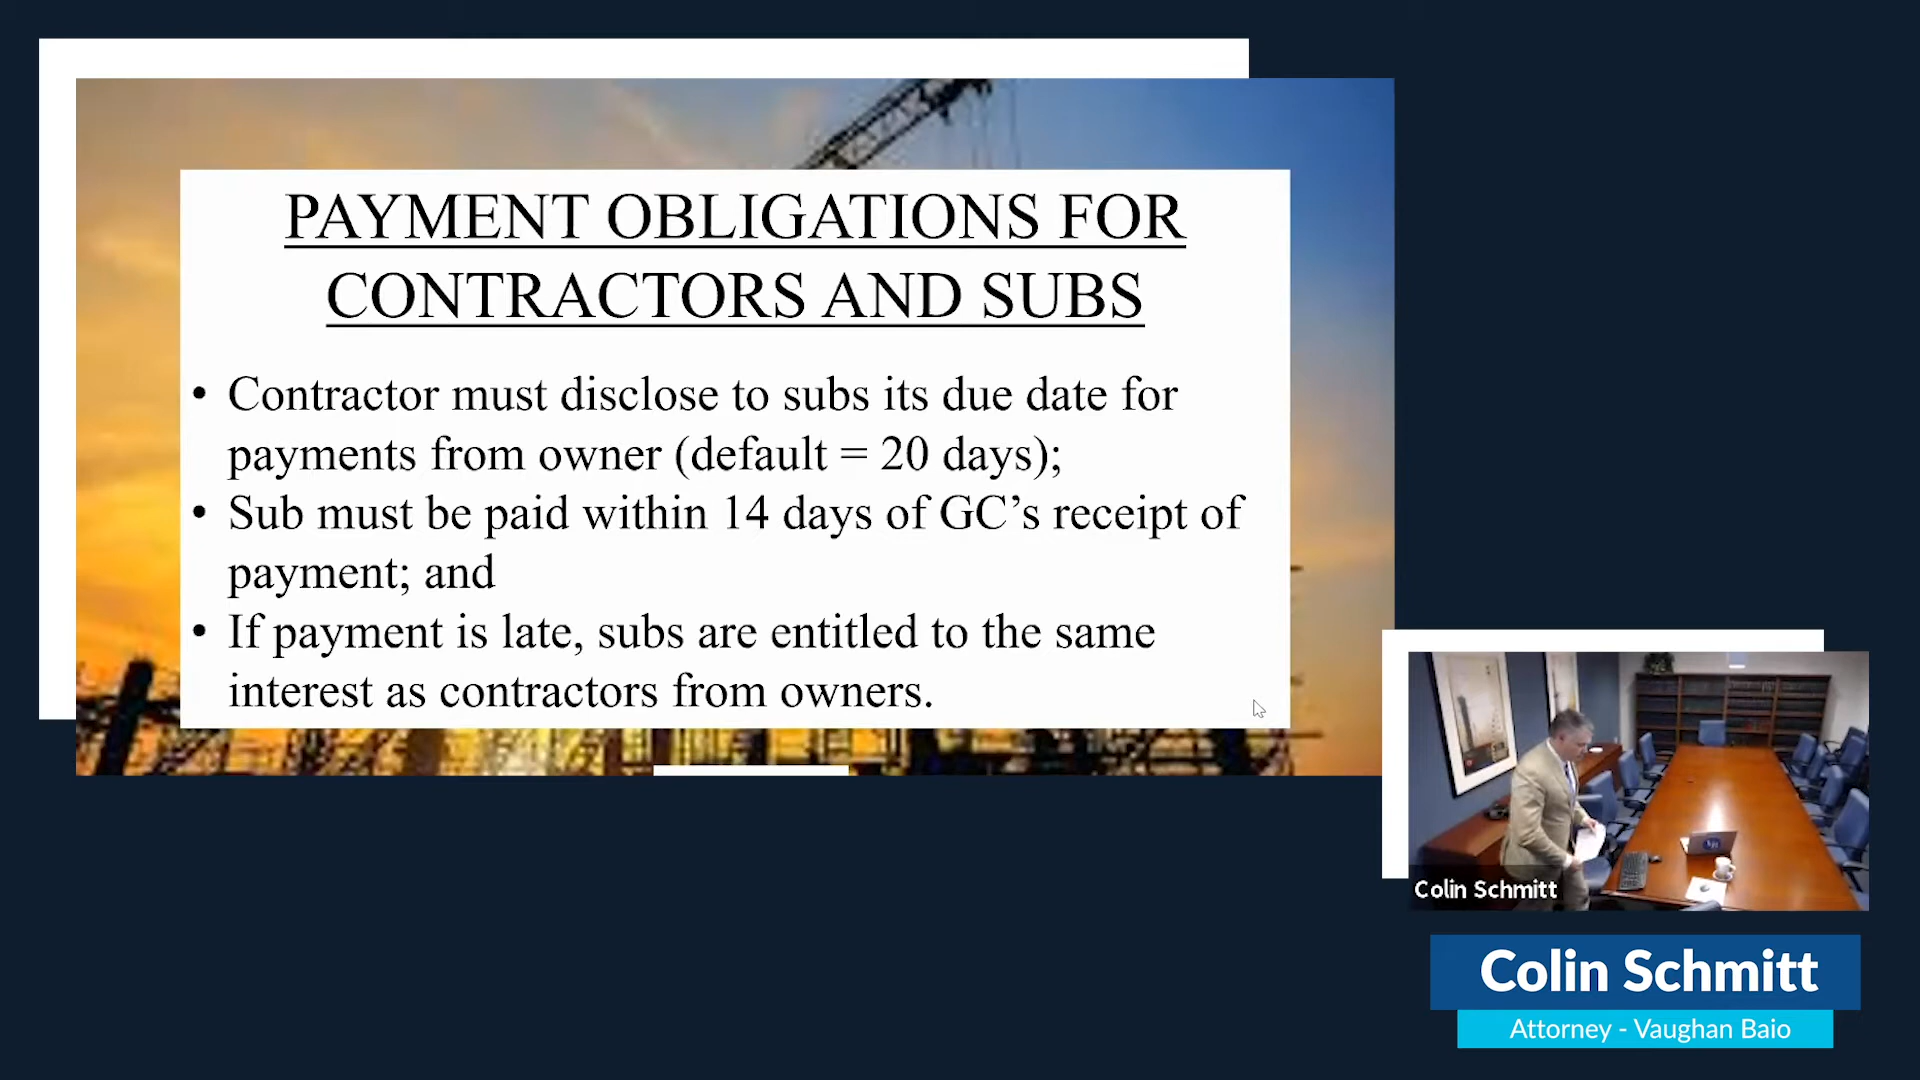 PAYMENT OBLIGATIONS FOR
CONTRACTORS AND SUBS
• Contractor must disclose to subs its due date for
payments from owner (default = 20 days);
• Sub must be paid within 14 days of GC’s receipt of
payment; and
• If payment is late, subs are entitled to the same
interest as contractors from owners.
Colin Schmitt
Colin Schmitt
Attorney - Vaughan Baio